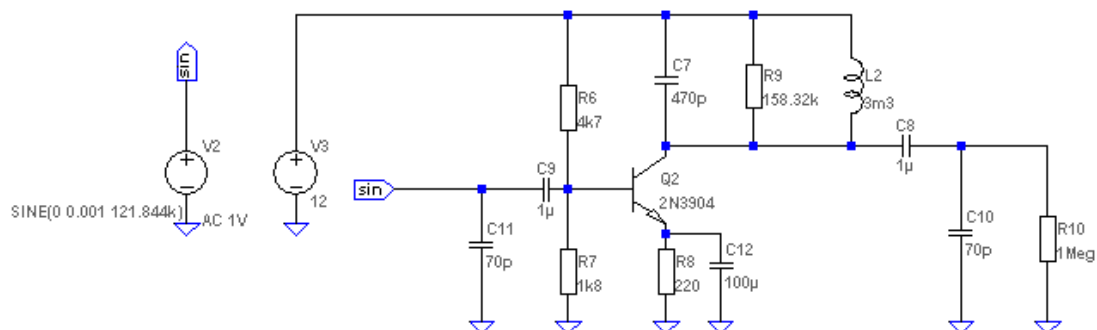 sin
V2
SINE(0 0.001 121.844k)
AC 1V
V3
12
sin
C11
70p
C9
1µ
R6
4k7
R7
1k8
C7
470p
Q2
2N3904
R8
220
C12
100µ
R9
158.32k
L2
3m3
C8
1µ
C10
70p
R10
1Meg